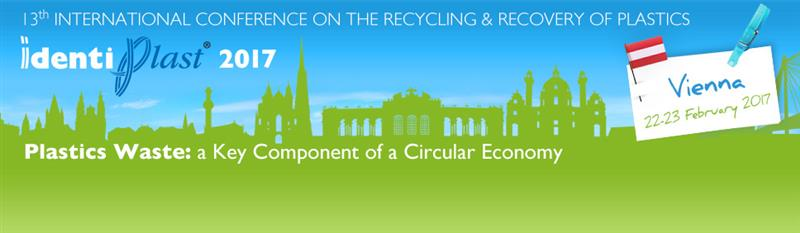 13th INTERNATIONAL CONFERENCE ON THE RECYCLING & RECOVERY OF PLASTICS
identiPlast® 2017
Vienna
22-23 February 2017
Plastics Waste: a Key Component of a Circular Economy